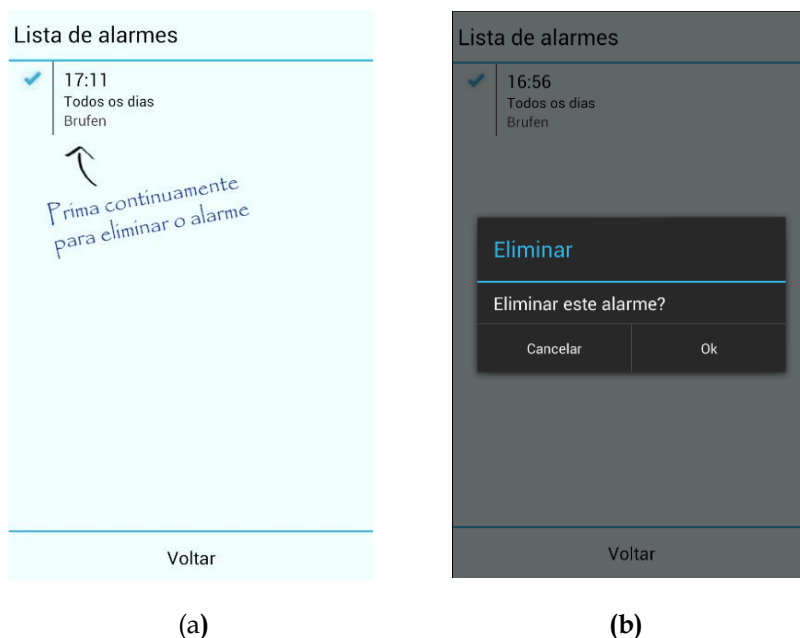 Lista de alarmes
17:11
Todos os dias
Brufen
Prima continuamente
para eliminar o alarme
Voltar
(a)
Lista de alarmes
16:56
Todos os dias
Brufen
Eliminar
Eliminar este alarme?
Cancelar Ok
Voltar
(b)